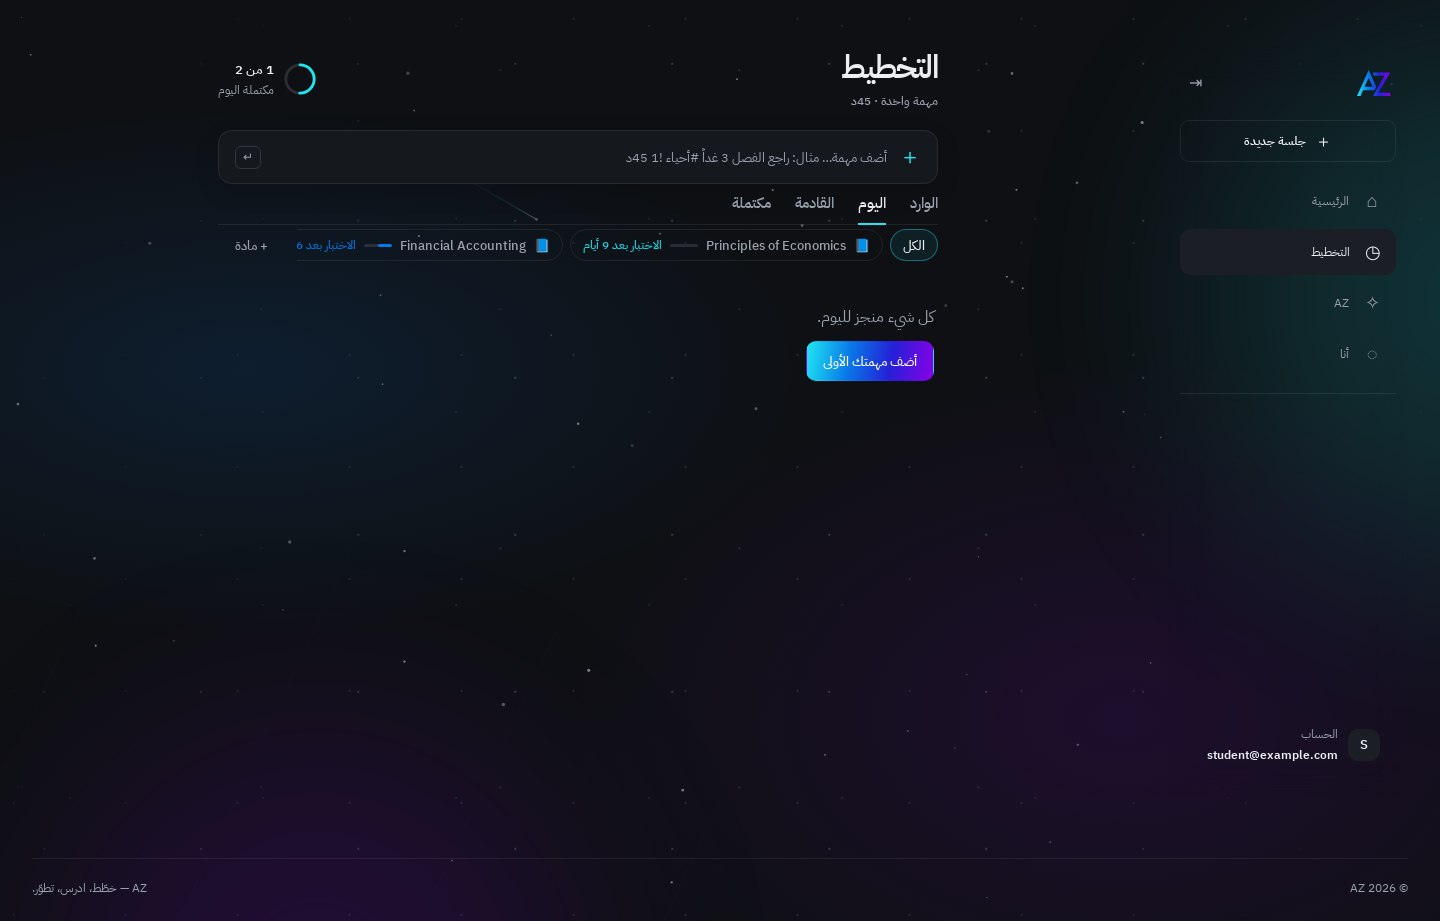 AZ
⇥
+ جلسة جديدة
الرئيسية
التخطيط
AZ
أنا
الحساب
S
student@example.com
التخطيط
مهمة واحدة · 45د
1 من 2
مكتملة اليوم
+ أضف مهمة... مثال: راجع الفصل 3 غداً #أحياء !1 45د ↵
الوارد اليوم القادمة مكتملة
الكل 📘 Principles of Economics الاختبار بعد 9 أيام 📘 Financial Accounting الاختبار بعد 6 + مادة
كل شيء منجز لليوم.
أضف مهمتك الأولى
© 2026 AZ
AZ — خطّط، ادرس، تطوّر.